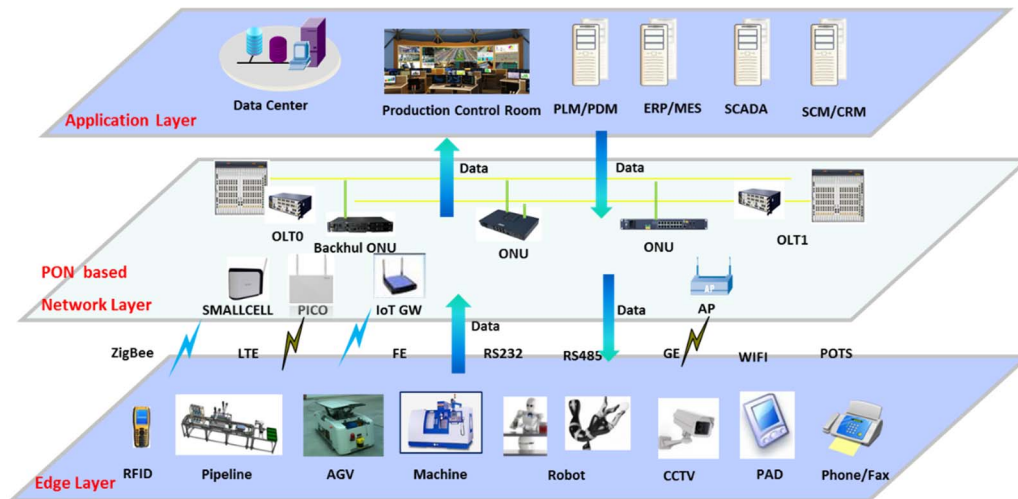 Data Center
Production Control Room
PLM/PDM
ERP/MES
SCADA
SCM/CRM
Application Layer
Data
Data
OLT0
Backhul ONU
ONU
ONU
OLT1
PON based
Network Layer
SMALLCELL
PICO
IoT GW
AP
AP
Data
Data
ZigBee
LTE
FE
RS232
RS485
GE
WIFI
POTS
RFID
Pipeline
AGV
Machine
Robot
CCTV
PAD
Phone/Fax
Edge Layer